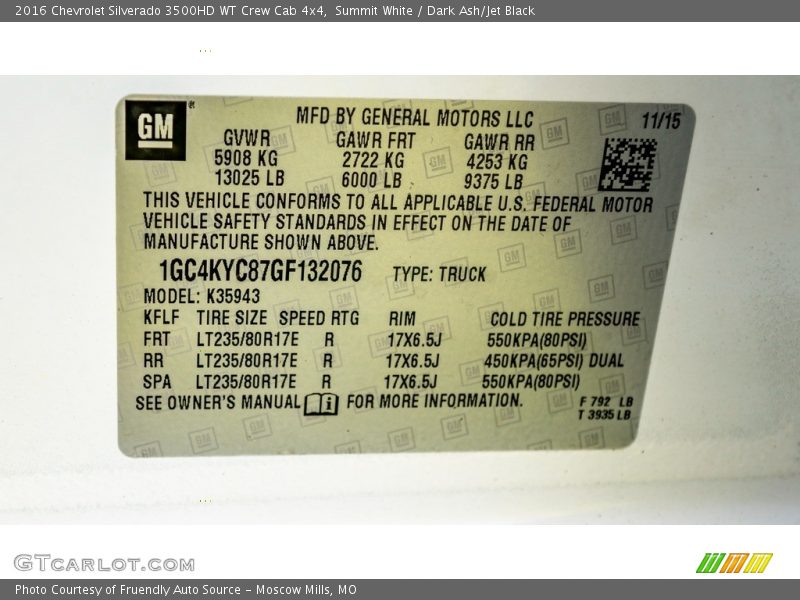 2016 Chevrolet Silverado 3500HD WT Crew Cab 4x4, Summit White / Dark Ash/Jet Black
GM
MFD BY GENERAL MOTORS LLC 11/15
GVWR GAWR FRT GAWR RR
5908 KG 2722 KG 4253 KG
13025 LB 6000 LB 9375 LB
THIS VEHICLE CONFORMS TO ALL APPLICABLE U.S. FEDERAL MOTOR
VEHICLE SAFETY STANDARDS IN EFFECT ON THE DATE OF
MANUFACTURE SHOWN ABOVE.
1GC4KYC87GF132076 TYPE: TRUCK
MODEL: K35943
KFLF TIRE SIZE SPEED RTG RIM COLD TIRE PRESSURE
FRT LT235/80R17E R 17X6.5J 550KPA(80PSI)
RR LT235/80R17E R 17X6.5J 450KPA(65PSI) DUAL
SPA LT235/80R17E R 17X6.5J 550KPA(80PSI)
SEE OWNER'S MANUAL i FOR MORE INFORMATION.
F 792 LB
T 3935 LB
GTCARLOT.COM
Photo Courtesy of Fruendly Auto Source - Moscow Mills, MO